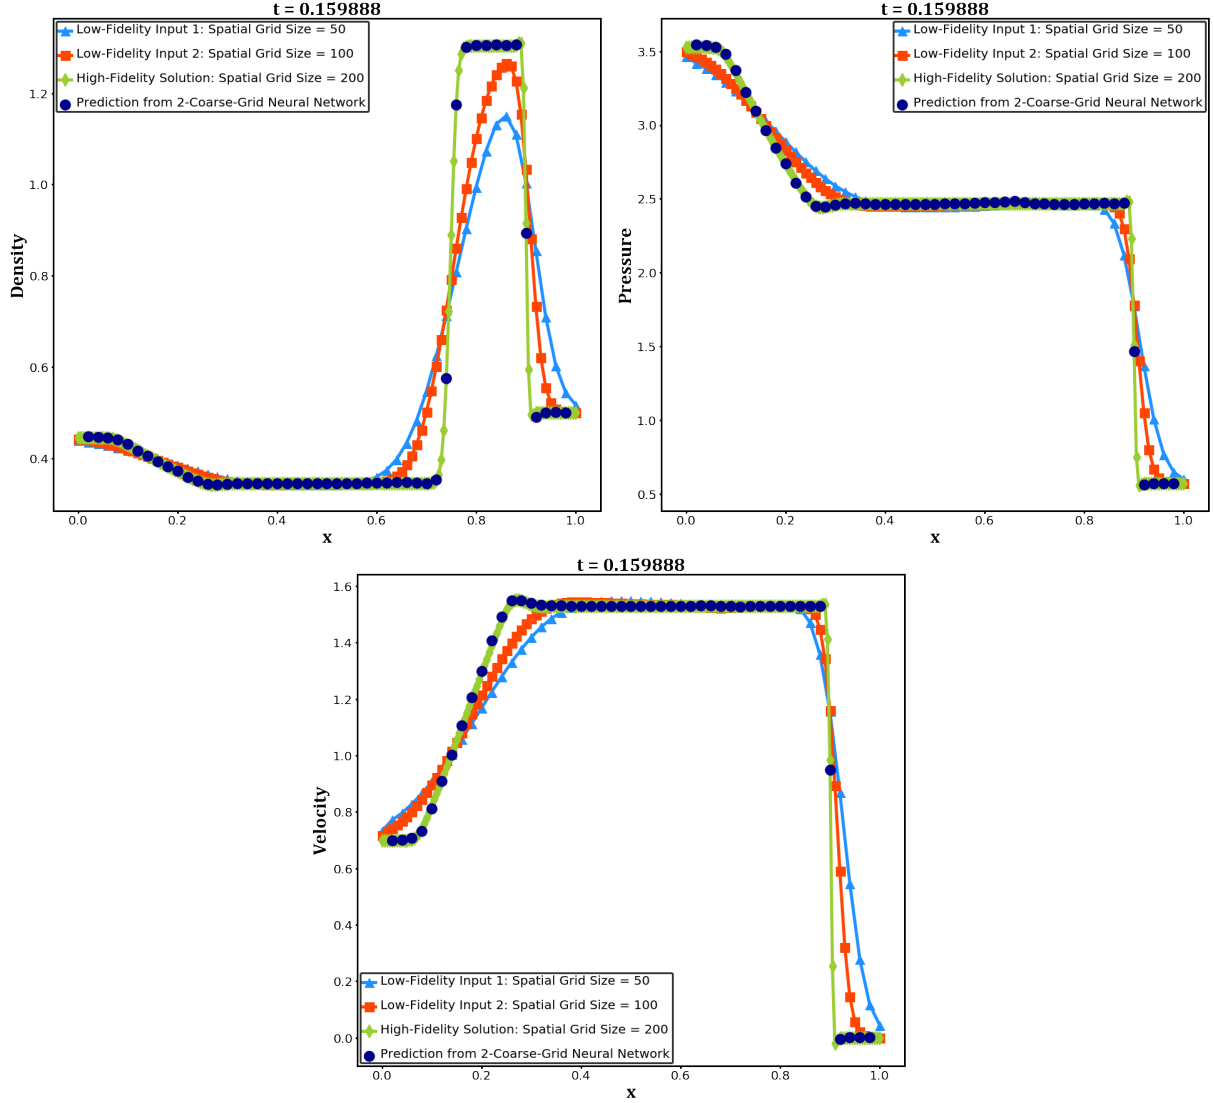 t = 0.159888
Low-Fidelity Input 1: Spatial Grid Size = 50
Low-Fidelity Input 2: Spatial Grid Size = 100
High-Fidelity Solution: Spatial Grid Size = 200
Prediction from 2-Coarse-Grid Neural Network
Density
1.2
1.0
0.8
0.6
0.4
0.0 0.2 0.4 0.6 0.8 1.0
x
t = 0.159888
Low-Fidelity Input 1: Spatial Grid Size = 50
Low-Fidelity Input 2: Spatial Grid Size = 100
High-Fidelity Solution: Spatial Grid Size = 200
Prediction from 2-Coarse-Grid Neural Network
Pressure
3.5
3.0
2.5
2.0
1.5
1.0
0.5
0.0 0.2 0.4 0.6 0.8 1.0
x
t = 0.159888
Velocity
1.6
1.4
1.2
1.0
0.8
0.6
0.4
0.2
0.0
Low-Fidelity Input 1: Spatial Grid Size = 50
Low-Fidelity Input 2: Spatial Grid Size = 100
High-Fidelity Solution: Spatial Grid Size = 200
Prediction from 2-Coarse-Grid Neural Network
0.0 0.2 0.4 0.6 0.8 1.0
x